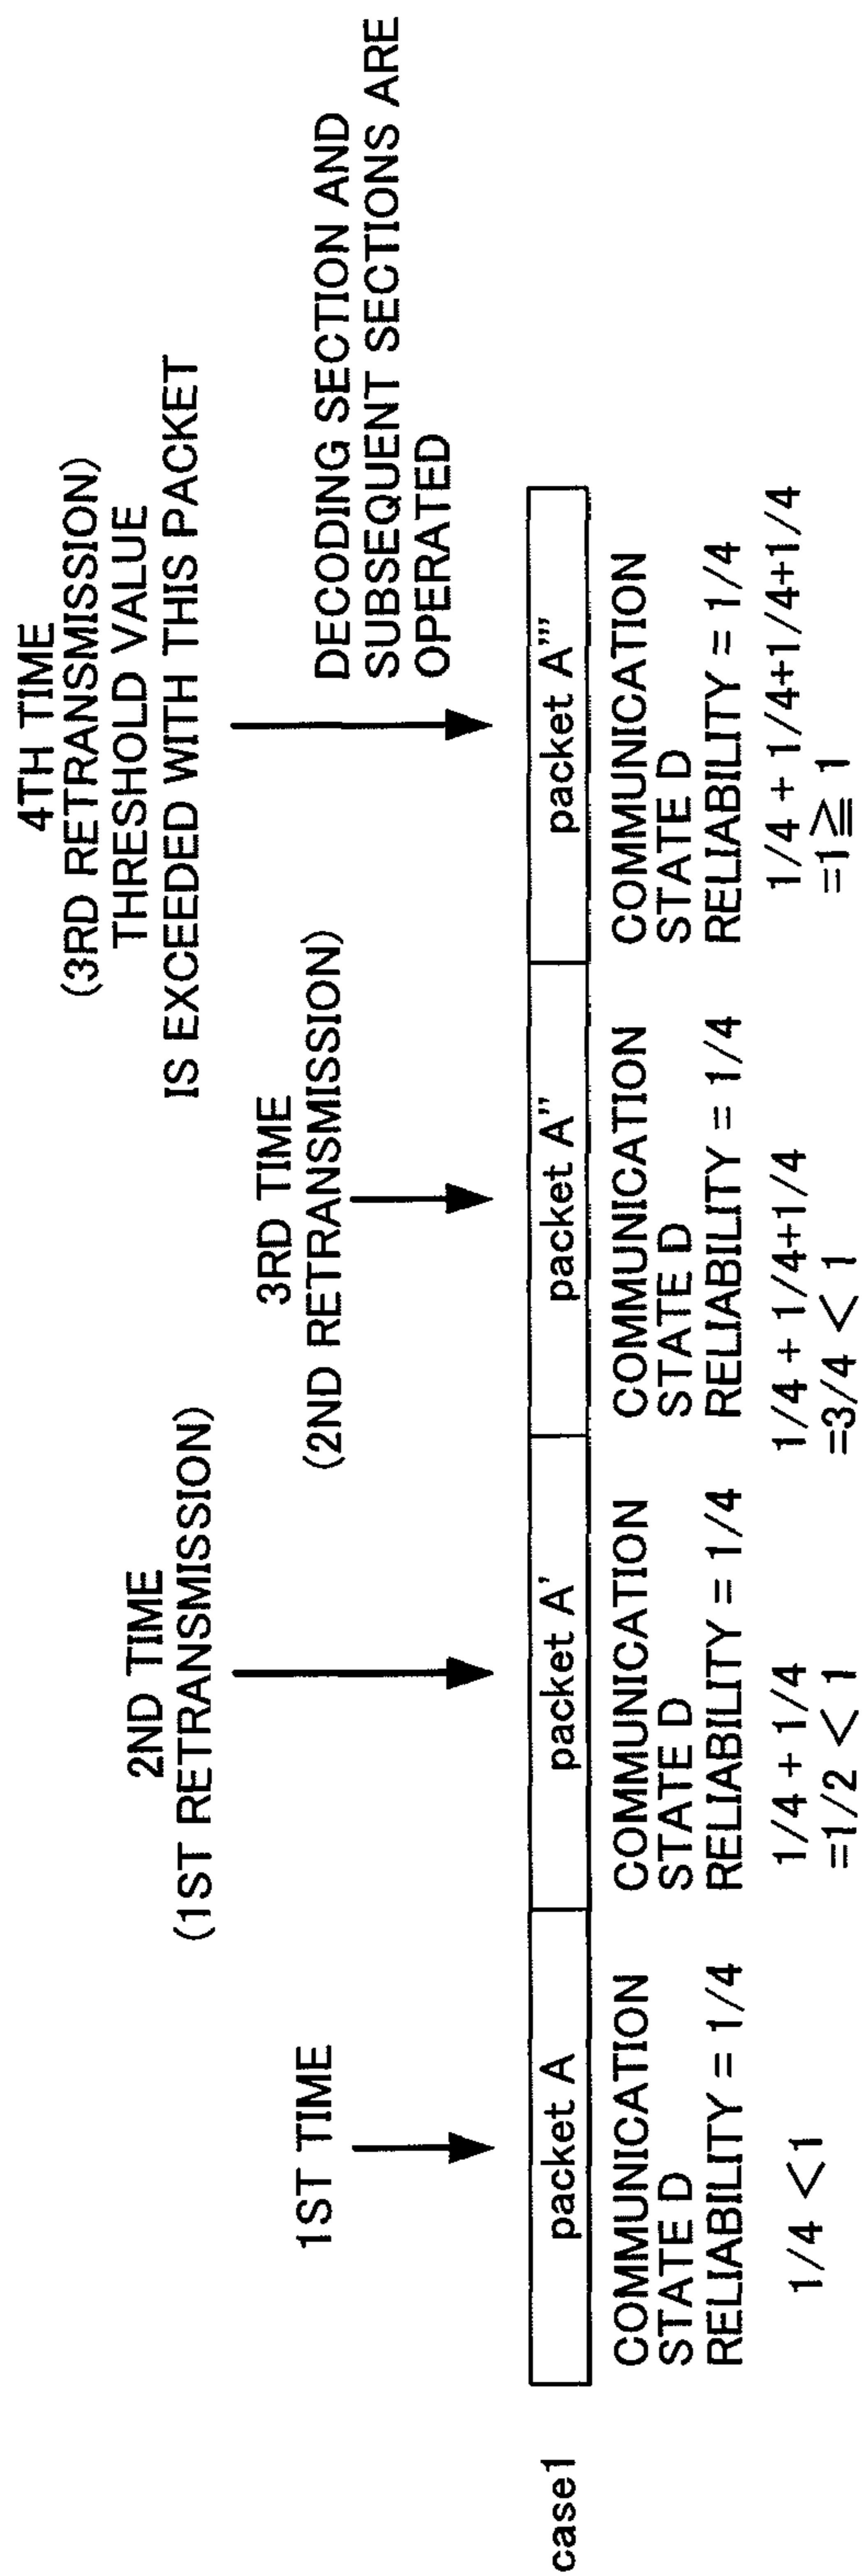 1ST TIME
2ND TIME
(1ST RETRANSMISSION)
3RD TIME
(2ND RETRANSMISSION)
4TH TIME
(3RD RETRANSMISSION)
THRESHOLD VALUE
IS EXCEEDED WITH THIS PACKET
DECODING SECTION AND
SUBSEQUENT SECTIONS ARE
OPERATED
case1
packet A
packet A'
packet A''
packet A'''
COMMUNICATION
STATE D
RELIABILITY = 1/4
1/4 <1
COMMUNICATION
STATE D
RELIABILITY = 1/4
1/4 + 1/4
=1/2 < 1
COMMUNICATION
STATE D
RELIABILITY = 1/4
1/4 + 1/4+1/4
=3/4 < 1
COMMUNICATION
STATE D
RELIABILITY = 1/4
1/4 + 1/4+1/4+1/4
=1≧ 1